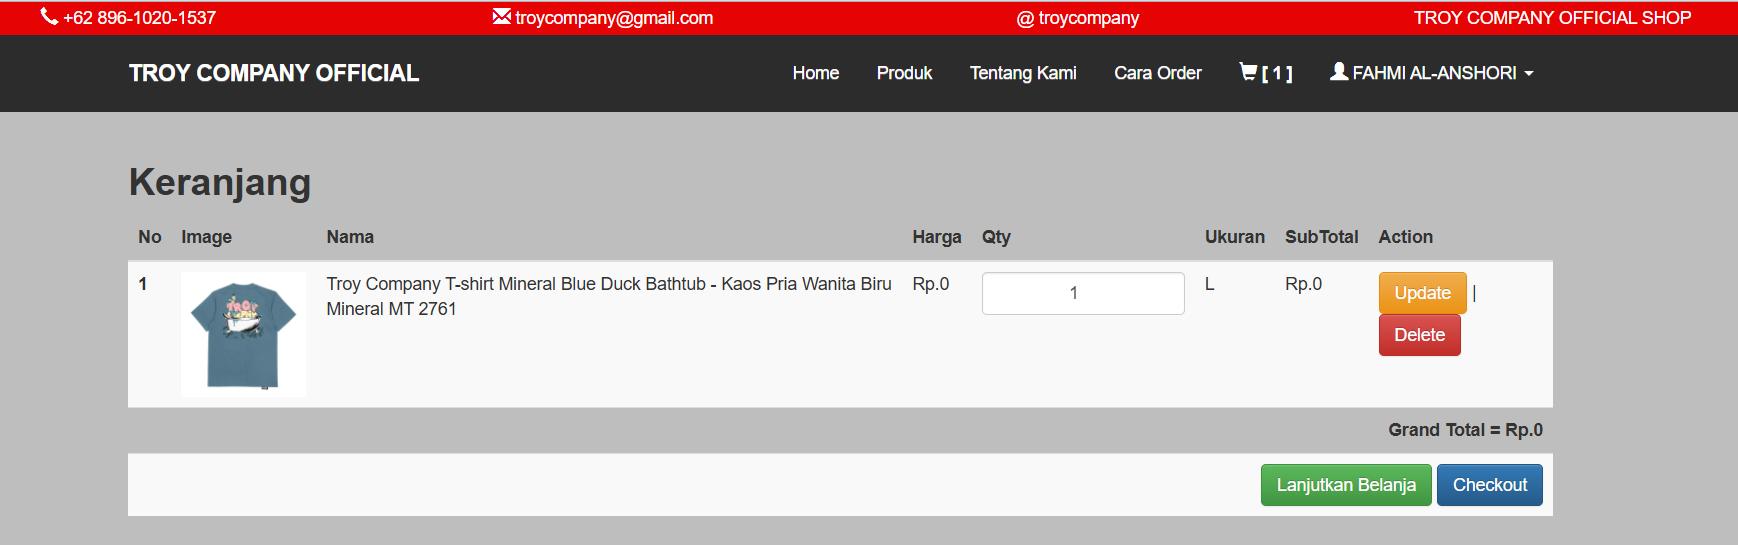 +62 896-1020-1537 troycompany@gmail.com @ troycompany TROY COMPANY OFFICIAL SHOP
TROY COMPANY OFFICIAL Home Produk Tentang Kami Cara Order [ 1 ] FAHMI AL-ANSHORI
Keranjang
No Image Nama Harga Qty Ukuran SubTotal Action
1 Troy Company T-shirt Mineral Blue Duck Bathtub - Kaos Pria Wanita Biru Rp.0 1 L Rp.0 Update |
Mineral MT 2761
Delete
Grand Total = Rp.0
Lanjutkan Belanja Checkout